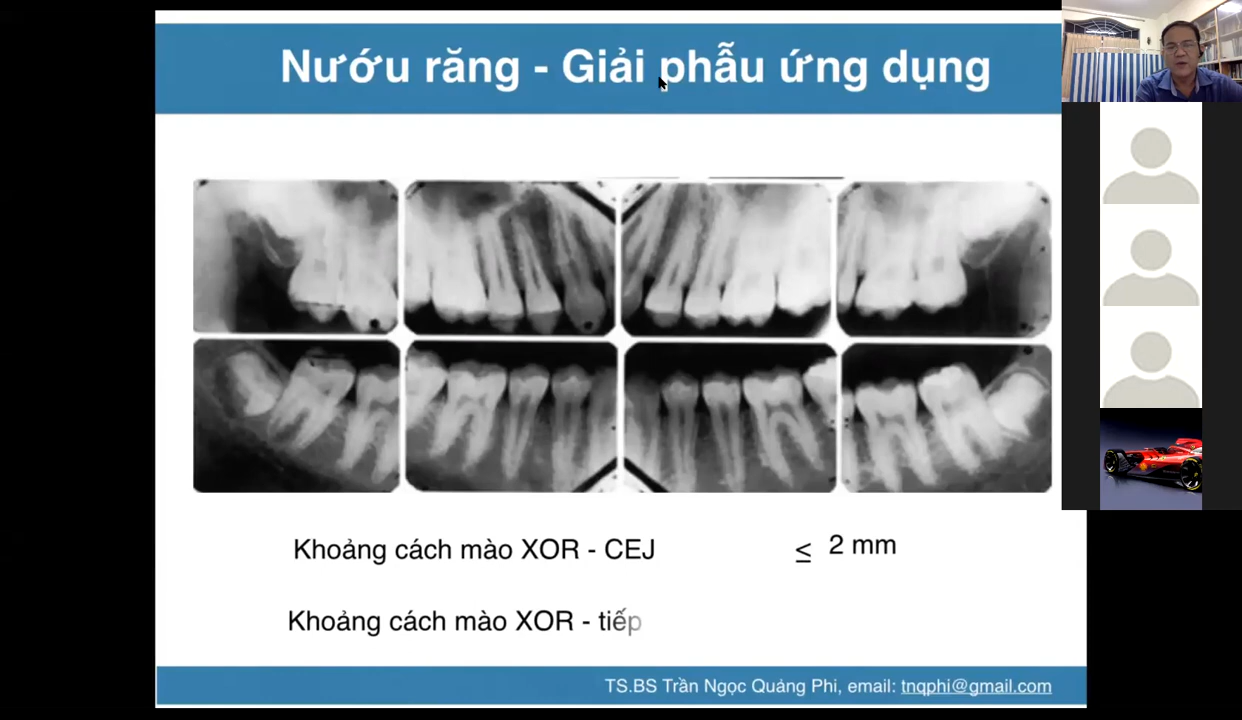 Nướu răng - Giải phẫu ứng dụng
Khoảng cách mào XOR - CEJ ≤ 2 mm
Khoảng cách mào XOR - tiếp
TS.BS Trần Ngọc Quảng Phi, email: tnqphi@gmail.com